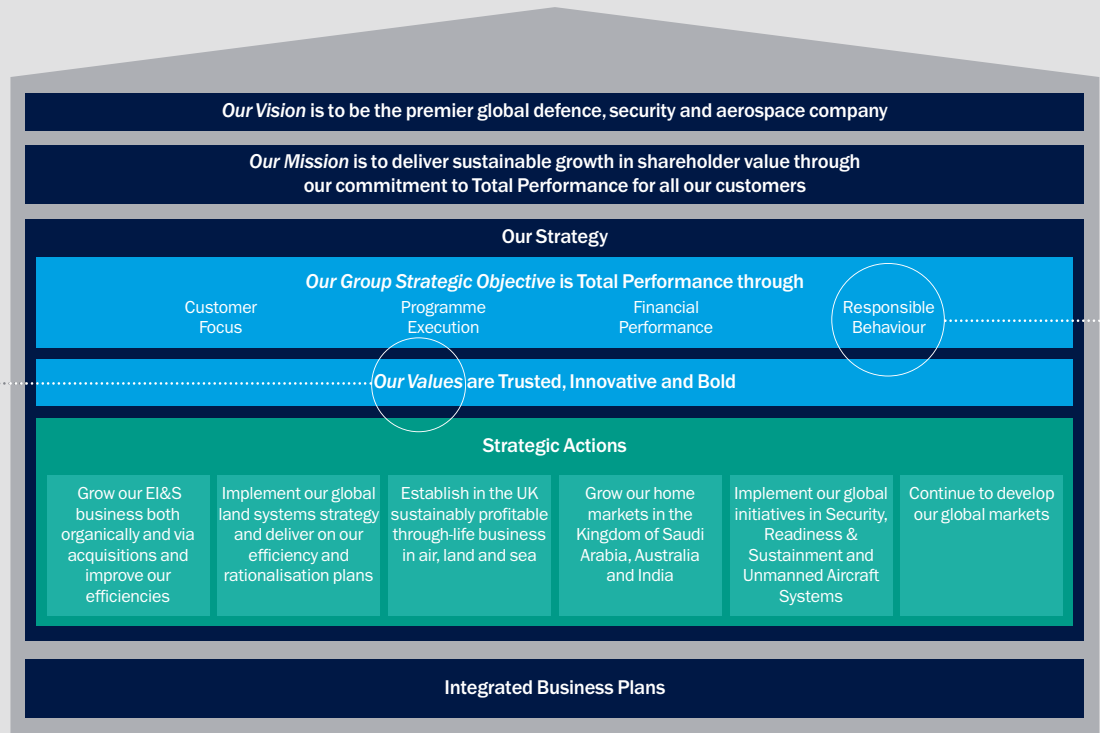 Our Vision is to be the premier global defence, security and aerospace company
Our Mission is to deliver sustainable growth in shareholder value through
our commitment to Total Performance for all our customers
Our Strategy
Our Group Strategic Objective is Total Performance through
Customer
Focus
Programme
Execution
Financial
Performance
Responsible
Behaviour
Our Values are Trusted, Innovative and Bold
Strategic Actions
Grow our EI&S
business both
organically and via
acquisitions and
improve our
efficiencies
Implement our global
land systems strategy
and deliver on our
efficiency and
rationalisation plans
Establish in the UK
sustainably profitable
through-life business
in air, land and sea
Grow our home
markets in the
Kingdom of Saudi
Arabia, Australia
and India
Implement our global
initiatives in Security,
Readiness &
Sustainment and
Unmanned Aircraft
Systems
Continue to develop
our global markets
Integrated Business Plans